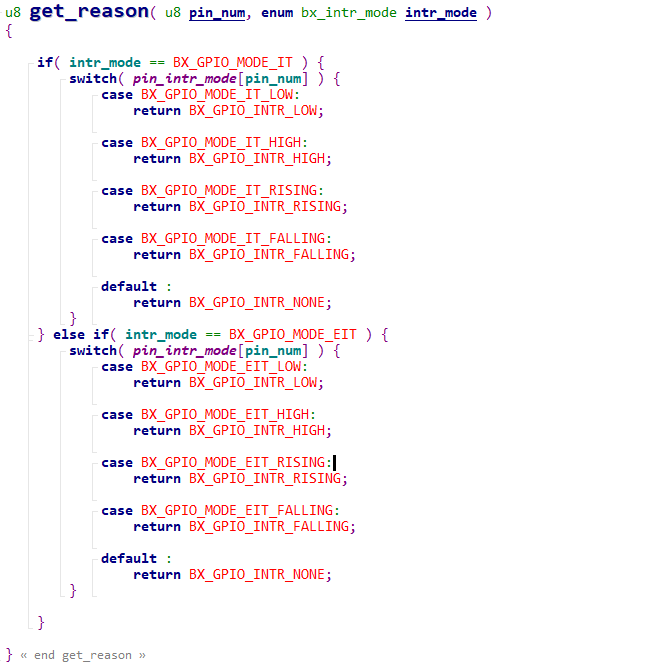 u8 get_reason( u8 pin_num, enum bx_intr_mode intr_mode )
{
if( intr_mode == BX_GPIO_MODE_IT ) {
switch( pin_intr_mode[pin_num] ) {
case BX_GPIO_MODE_IT_LOW:
return BX_GPIO_INTR_LOW;
case BX_GPIO_MODE_IT_HIGH:
return BX_GPIO_INTR_HIGH;
case BX_GPIO_MODE_IT_RISING:
return BX_GPIO_INTR_RISING;
case BX_GPIO_MODE_IT_FALLING:
return BX_GPIO_INTR_FALLING;
default :
return BX_GPIO_INTR_NONE;
}
} else if( intr_mode == BX_GPIO_MODE_EIT ) {
switch( pin_intr_mode[pin_num] ) {
case BX_GPIO_MODE_EIT_LOW:
return BX_GPIO_INTR_LOW;
case BX_GPIO_MODE_EIT_HIGH:
return BX_GPIO_INTR_HIGH;
case BX_GPIO_MODE_EIT_RISING:
return BX_GPIO_INTR_RISING;
case BX_GPIO_MODE_EIT_FALLING:
return BX_GPIO_INTR_FALLING;
default :
return BX_GPIO_INTR_NONE;
}
}
} « end get_reason »